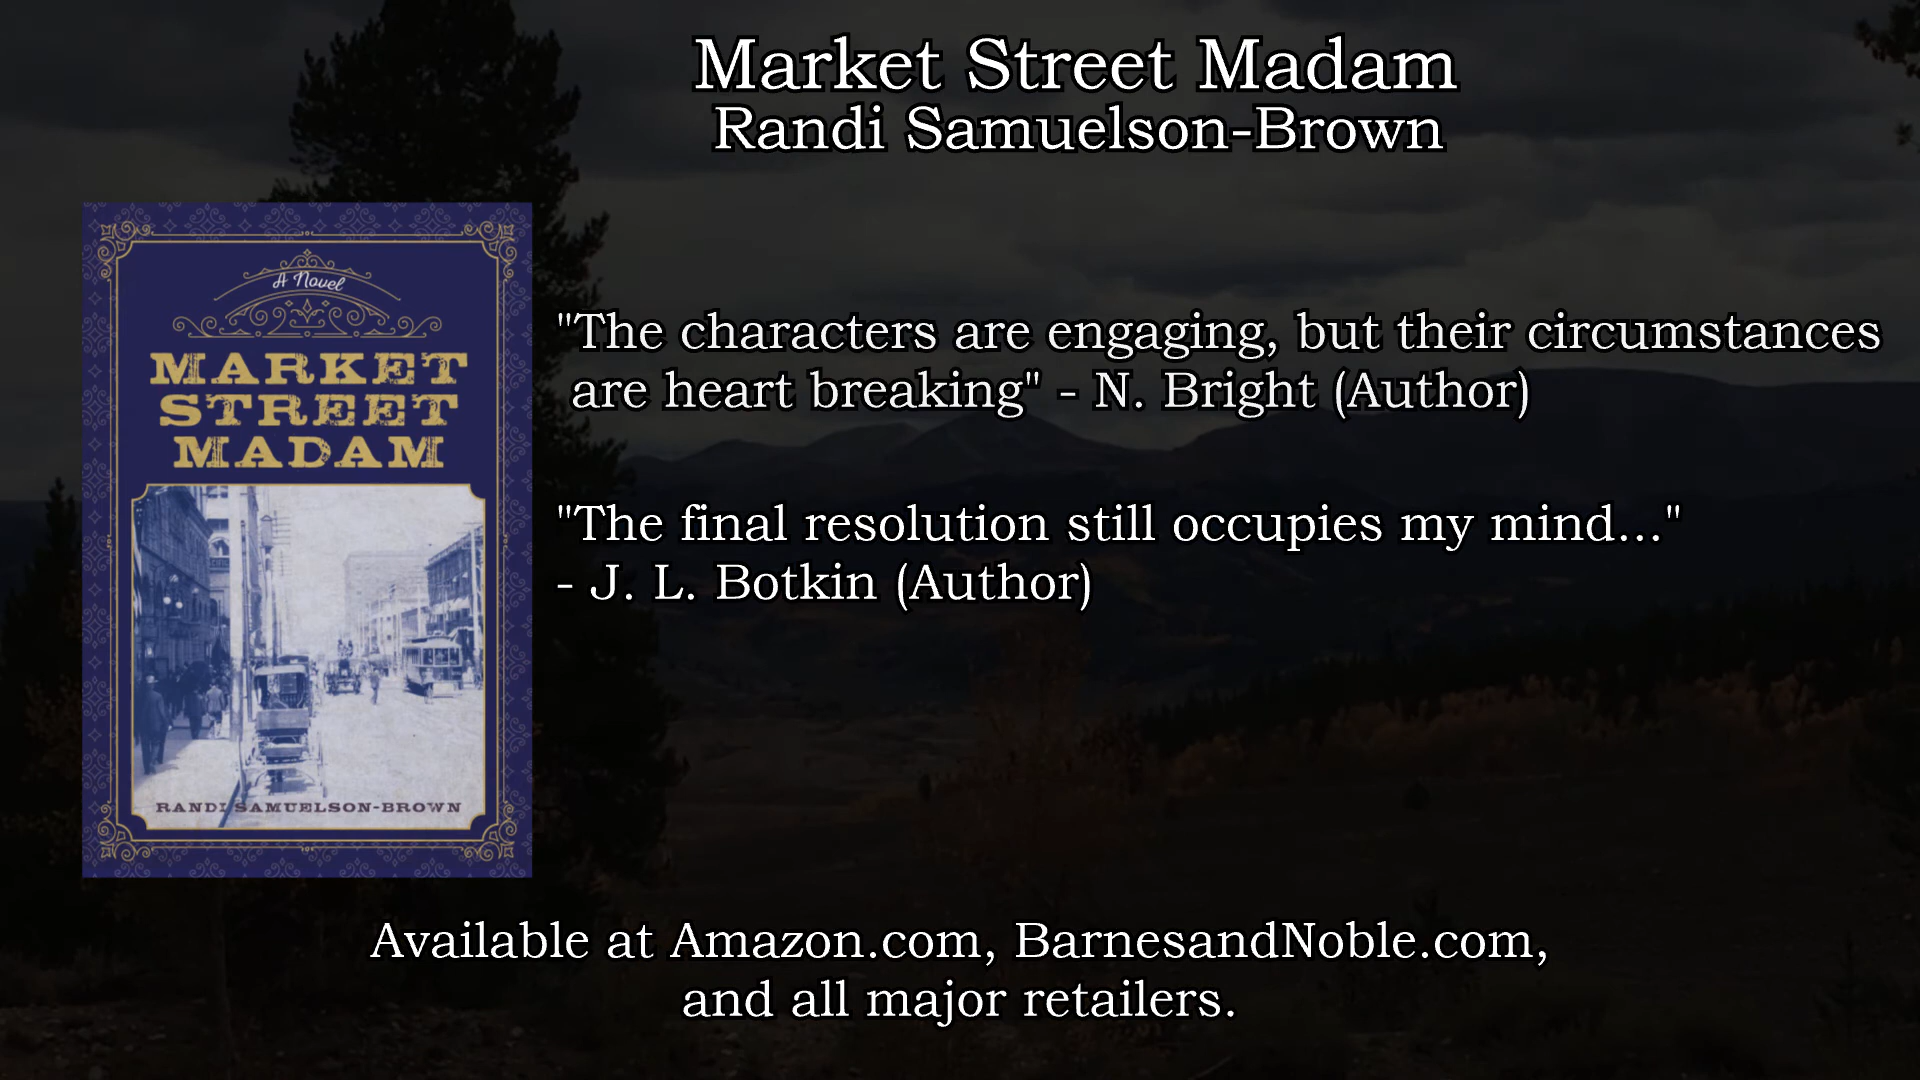 Market Street Madam
Randi Samuelson-Brown
A Novel
MARKET
STREET
MADAM
RANDI SAMUELSON-BROWN
"The characters are engaging, but their circumstances
are heart breaking" - N. Bright (Author)
"The final resolution still occupies my mind..."
- J. L. Botkin (Author)
Available at Amazon.com, BarnesandNoble.com,
and all major retailers.